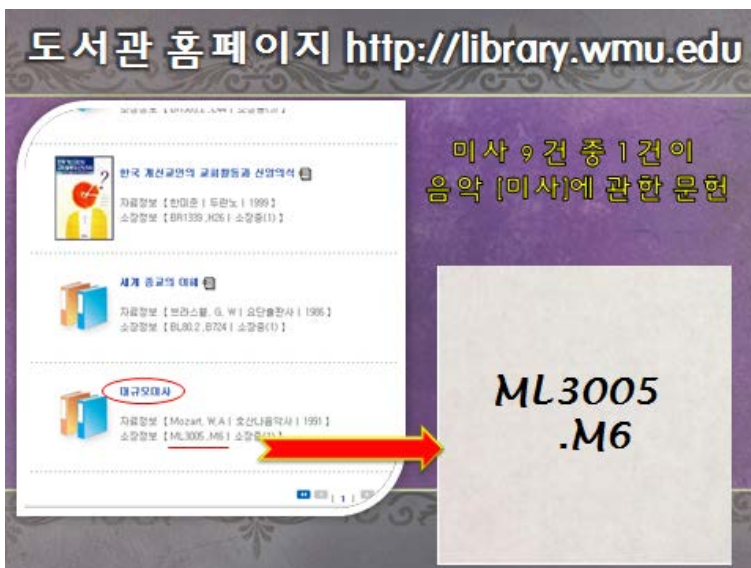 도서관 홈페이지 http://library.wmu.edu
미사 9건 중 1건이
음악 [미사]에 관한 문헌
한국 개신교인의 교회활동과 신앙의식
자료정보 [ 한미준 | 두란노 | 1999 ]
소장정보 [ BR1339 .H26 | 소장중(1) ]
세계 종교의 이해
자료정보 [ 브라스웰, G. W | 요단출판사 | 1986 ]
소장정보 [ BL80.2 .B724 | 소장중(1) ]
대규모미사
자료정보 [ Mozart, W.A | 호산나음악사 | 1991 ]
소장정보 [ ML3005 .M6 | 소장중(1) ]
| 1 |
ML3005
.M6